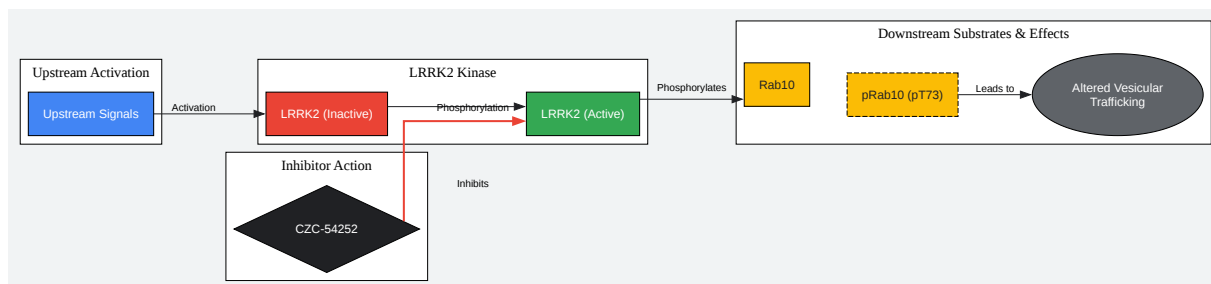 Upstream Activation
Upstream Signals
Activation
LRRK2 Kinase
LRRK2 (Inactive)
Phosphorylation
LRRK2 (Active)
Phosphorylates
Downstream Substrates & Effects
Rab10
pRab10 (pT73)
Leads to
Altered Vesicular
Trafficking
Inhibitor Action
CZC-54252
Inhibits